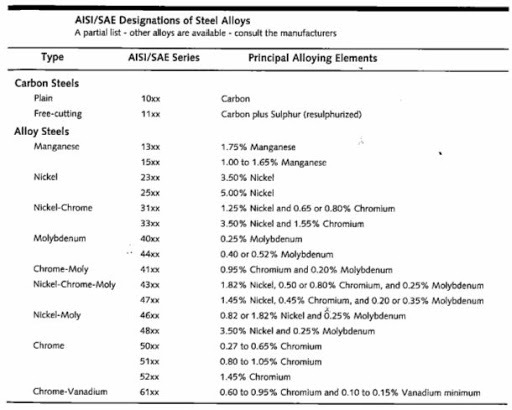 AISI/SAE Designations of Steel Alloys
A partial list - other alloys are available - consult the manufacturers
Type AISI/SAE Series Principal Alloying Elements
Carbon Steels
Plain 10xx Carbon
Free-cutting 11xx Carbon plus Sulphur (resulphurized)
Alloy Steels
Manganese 13xx 1.75% Manganese
15xx 1.00 to 1.65% Manganese
Nickel 23xx 3.50% Nickel
25xx 5.00% Nickel
Nickel-Chrome 31xx 1.25% Nickel and 0.65 or 0.80% Chromium
33xx 3.50% Nickel and 1.55% Chromium
Molybdenum 40xx 0.25% Molybdenum
44xx 0.40 or 0.52% Molybdenum
Chrome-Moly 41xx 0.95% Chromium and 0.20% Molybdenum
Nickel-Chrome-Moly 43xx 1.82% Nickel, 0.50 or 0.80% Chromium, and 0.25% Molybdenum
47xx 1.45% Nickel, 0.45% Chromium, and 0.20 or 0.35% Molybdenum
Nickel-Moly 46xx 0.82 or 1.82% Nickel and 0.25% Molybdenum
48xx 3.50% Nickel and 0.25% Molybdenum
Chrome 50xx 0.27 to 0.65% Chromium
51xx 0.80 to 1.05% Chromium
52xx 1.45% Chromium
Chrome-Vanadium 61xx 0.60 to 0.95% Chromium and 0.10 to 0.15% Vanadium minimum